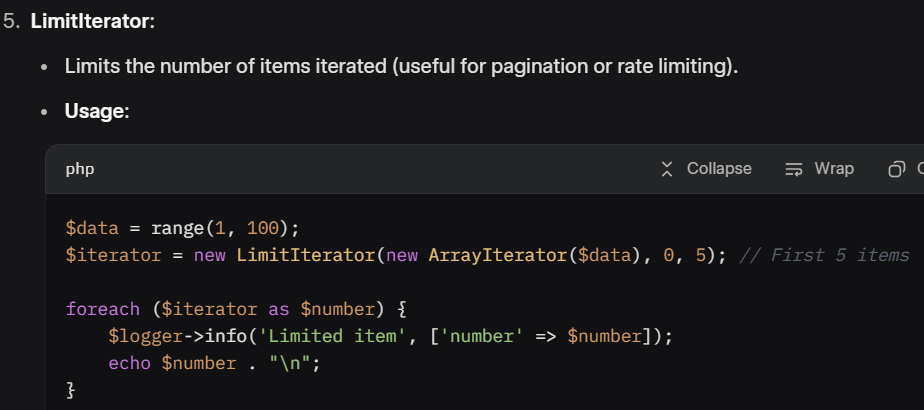 5. LimitIterator:
• Limits the number of items iterated (useful for pagination or rate limiting).
• Usage:
php Collapse Wrap C
$data = range(1, 100);
$iterator = new LimitIterator(new ArrayIterator($data), 0, 5); // First 5 items
foreach ($iterator as $number) {
    $logger->info('Limited item', ['number' => $number]);
    echo $number . "\n";
}